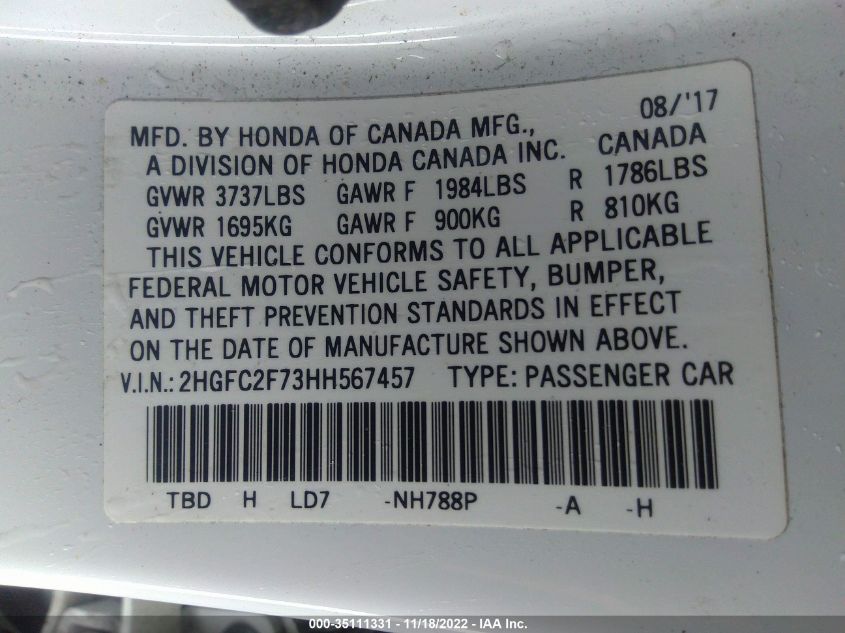 08/'17
MFD. BY HONDA OF CANADA MFG.,
A DIVISION OF HONDA CANADA INC. CANADA
GVWR 3737LBS GAWR F 1984LBS R 1786LBS
GVWR 1695KG GAWR F 900KG R 810KG
THIS VEHICLE CONFORMS TO ALL APPLICABLE
FEDERAL MOTOR VEHICLE SAFETY, BUMPER,
AND THEFT PREVENTION STANDARDS IN EFFECT
ON THE DATE OF MANUFACTURE SHOWN ABOVE.
V.I.N.: 2HGFC2F73HH567457 TYPE: PASSENGER CAR
TBD H LD7 -NH788P -A -H
000-35111331 - 11/18/2022 - IAA Inc.